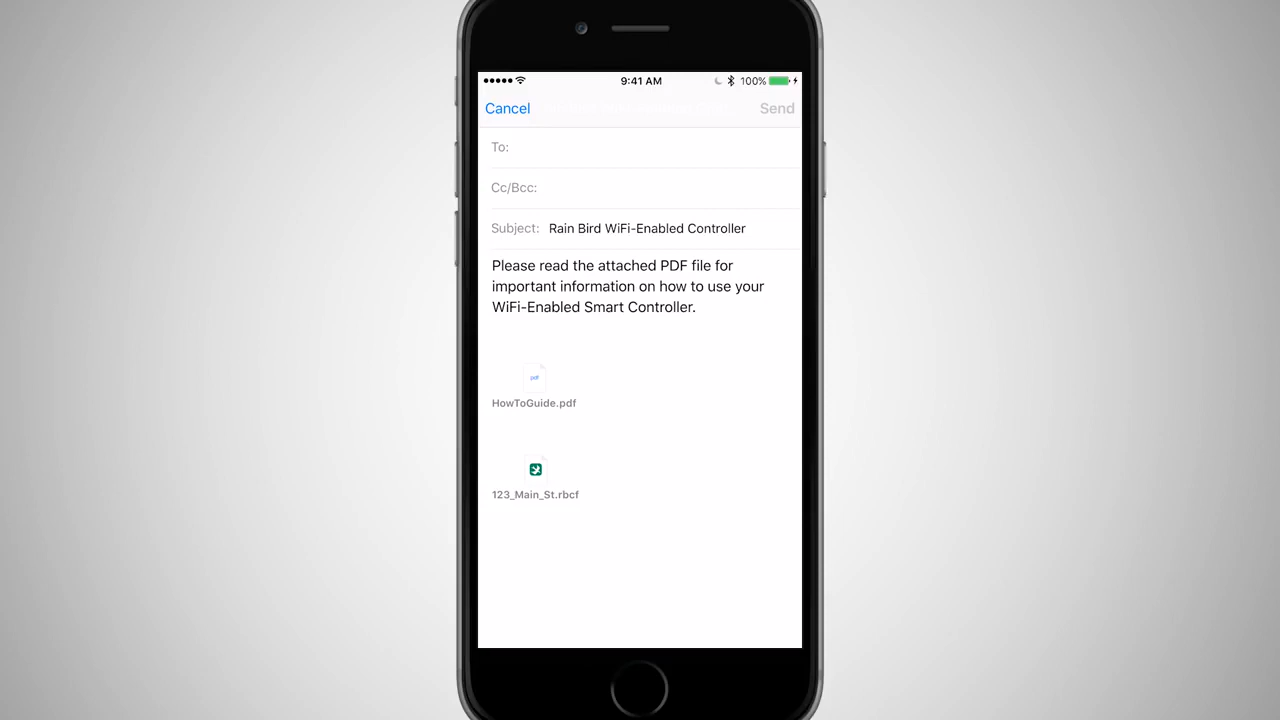 9:41 AM 100%
Cancel Send
To:
Cc/Bcc:
Subject: Rain Bird WiFi-Enabled Controller
Please read the attached PDF file for
important information on how to use your
WiFi-Enabled Smart Controller.
pdf
HowToGuide.pdf
123_Main_St.rbcf